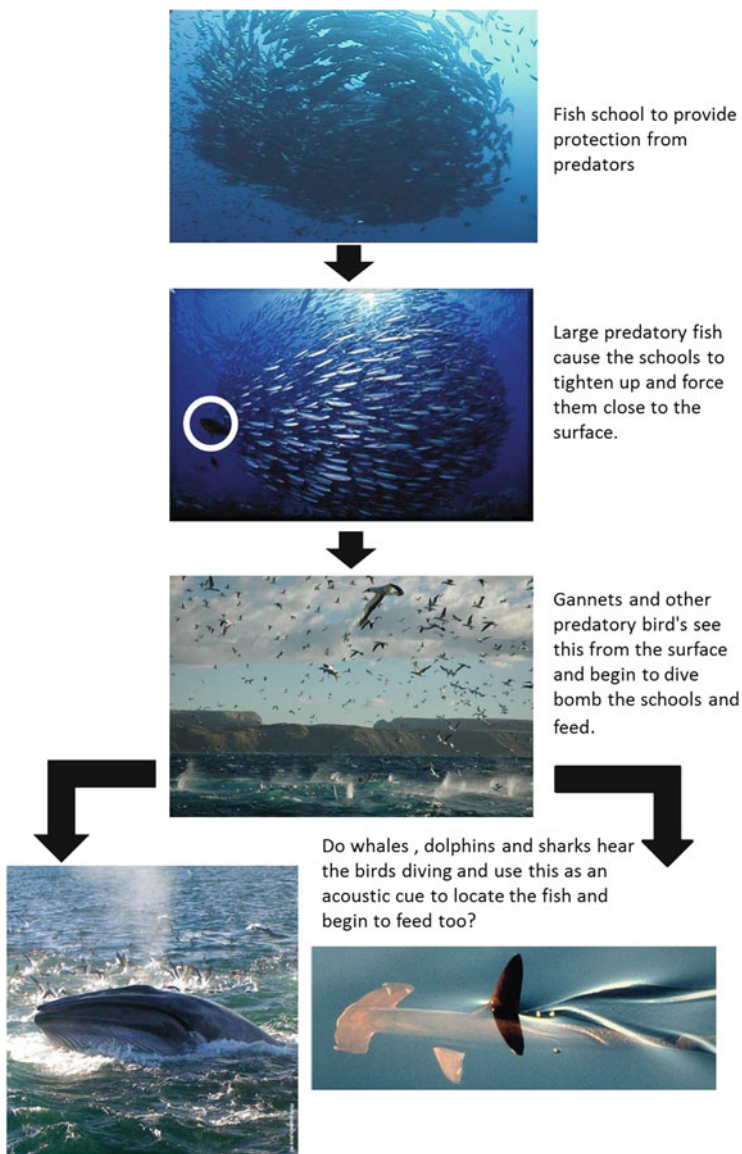 Fish school to provide
protection from
predators
Large predatory fish
cause the schools to
tighten up and force
them close to the
surface.
Gannets and other
predatory bird's see
this from the surface
and begin to dive
bomb the schools and
feed.
Do whales , dolphins and sharks hear
the birds diving and use this as an
acoustic cue to locate the fish and
begin to feed too?